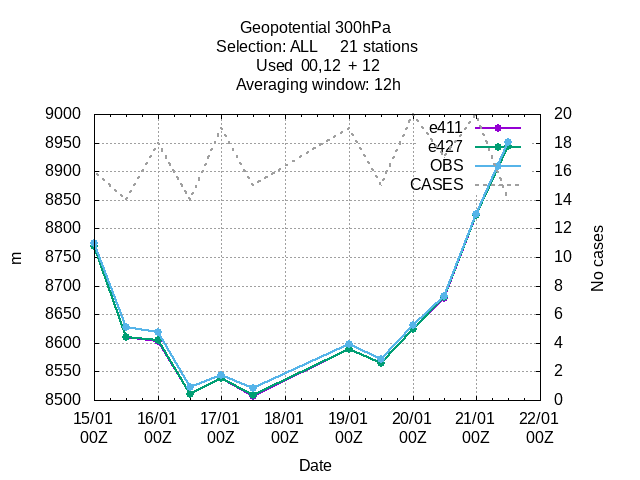 Geopotential 300hPa
Selection: ALL 21 stations
Used 00,12 + 12
Averaging window: 12h
9000
8950
8900
8850
8800
8750
8700
8650
8600
8550
8500
m
20
18
16
14
12
10
8
6
4
2
0
No cases
e411
e427
OBS
CASES
15/01 16/01 17/01 18/01 19/01 20/01 21/01 22/01
00Z 00Z 00Z 00Z 00Z 00Z 00Z 00Z
Date